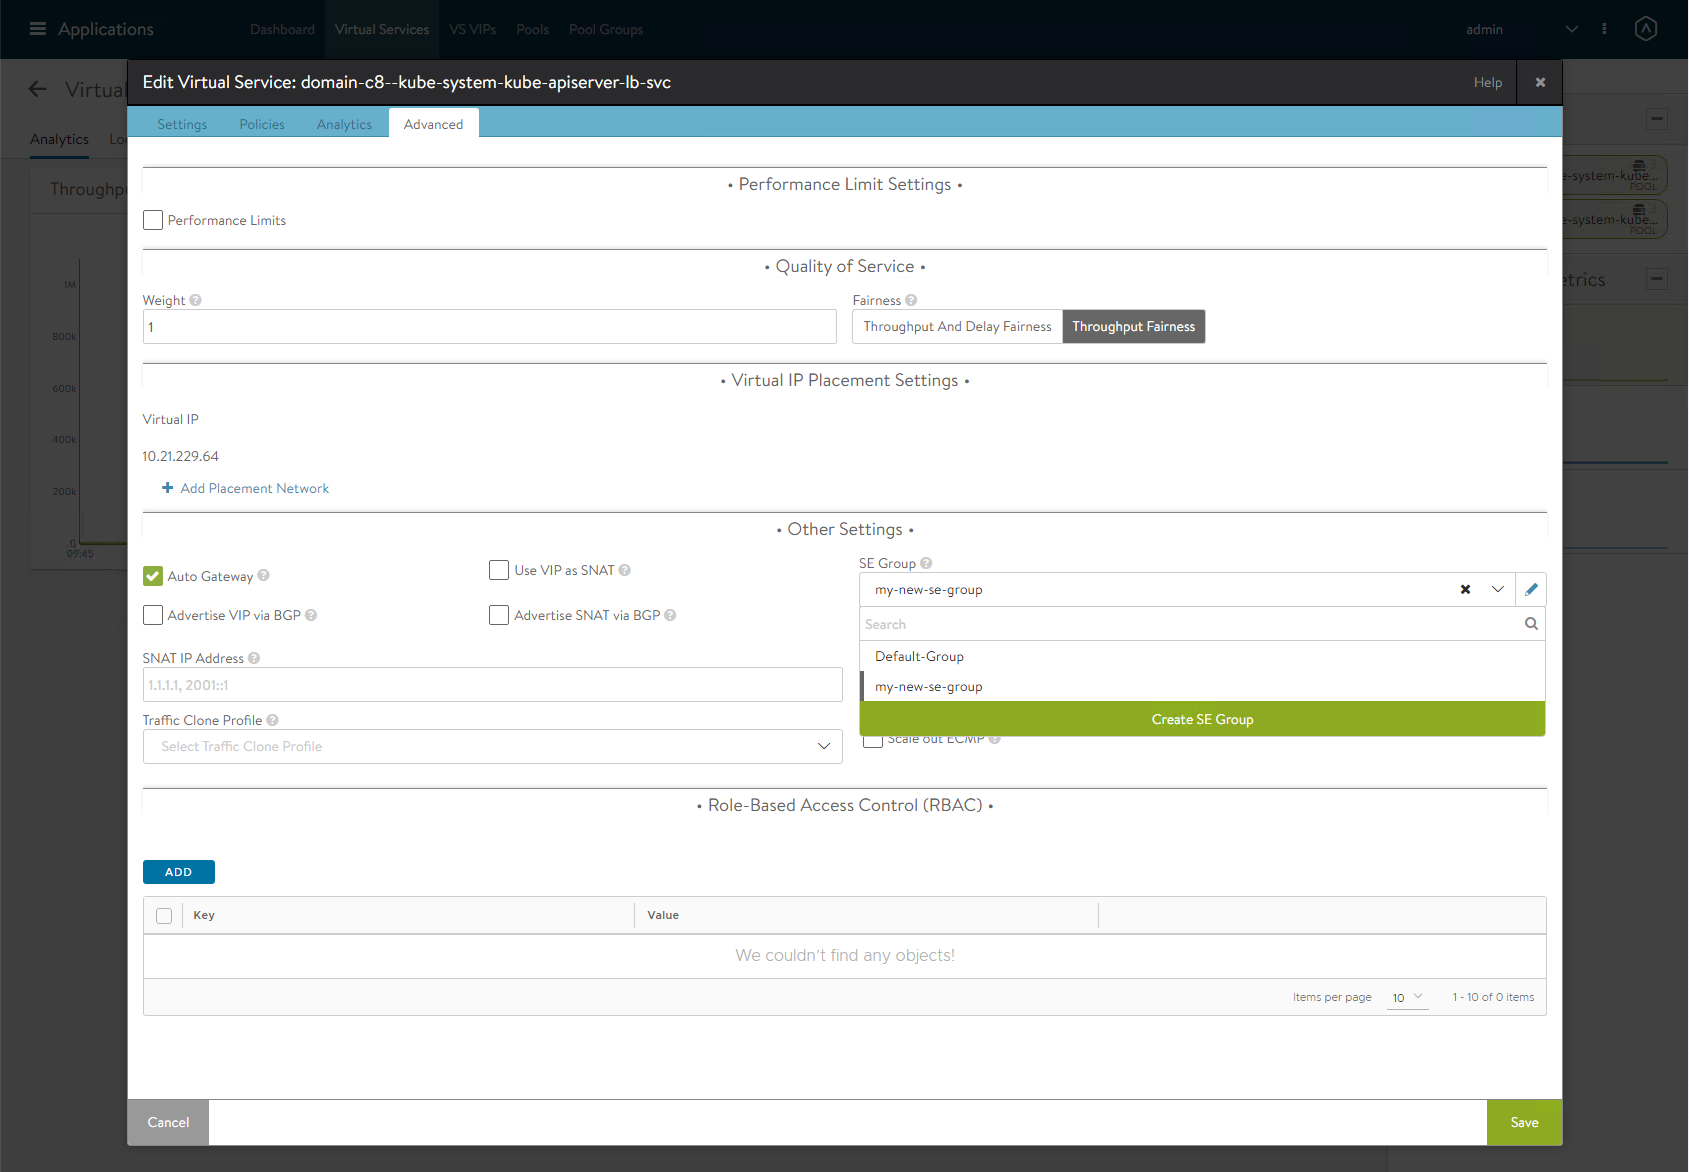 Applications
Dashboard Virtual Services VS VIPs Pools Pool Groups
admin
Edit Virtual Service: domain-c8--kube-system-kube-apiserver-lb-svc
Help
Settings Policies Analytics Advanced
Analytics
• Performance Limit Settings •
Performance Limits
• Quality of Service •
Weight
1
Fairness
Throughput And Delay Fairness Throughput Fairness
• Virtual IP Placement Settings •
Virtual IP
10.21.229.64
+ Add Placement Network
• Other Settings •
Auto Gateway
Use VIP as SNAT
Advertise VIP via BGP
Advertise SNAT via BGP
SE Group
my-new-se-group
Search
Default-Group
my-new-se-group
Create SE Group
SNAT IP Address
1.1.1.1, 2001::1
Traffic Clone Profile
Select Traffic Clone Profile
Scale out ECMP
• Role-Based Access Control (RBAC) •
ADD
Key Value
We couldn't find any objects!
Items per page 10 1 - 10 of 0 items
Cancel
Save
1M
800k
600k
400k
200k
0
09:45
e-system-kube...
POOL
e-system-kube...
POOL